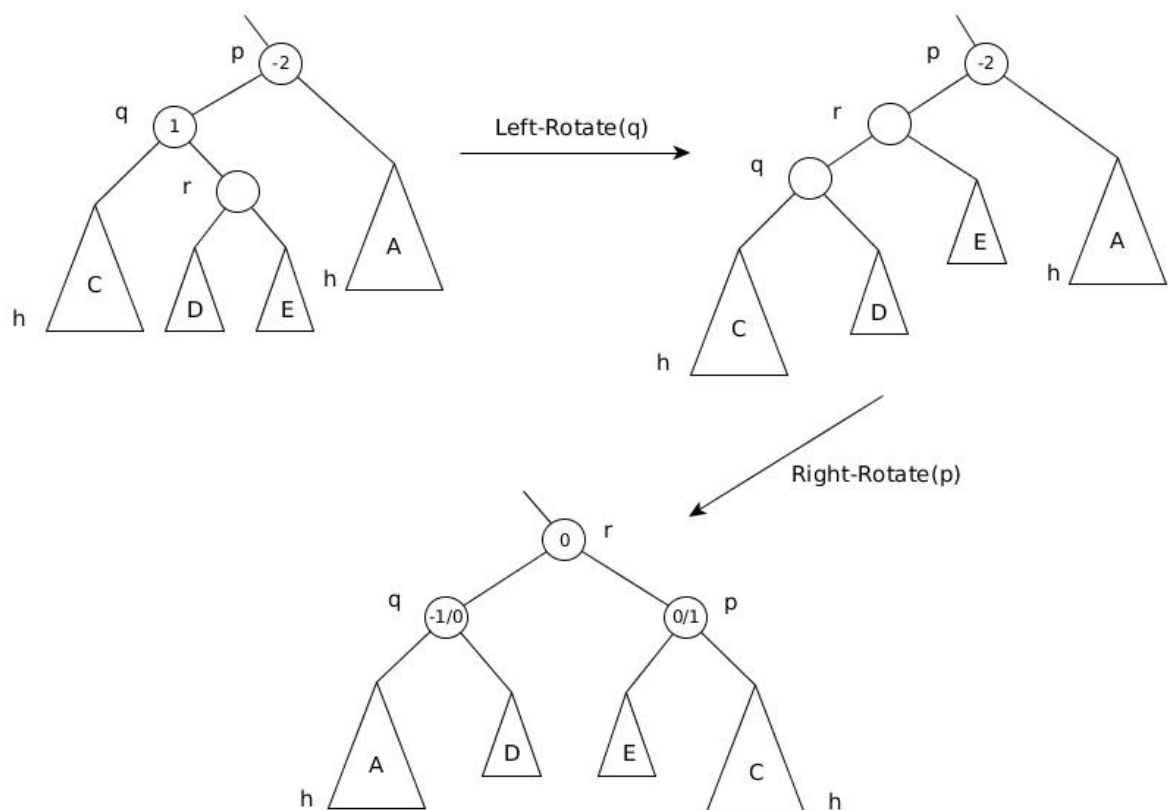 p
-2
q
1
r
C
D
E
A
h
h
Left-Rotate(q)
p
-2
r
q
E
A
h
C
D
h
Right-Rotate(p)
0
r
q
-1/0
0/1
p
A
D
E
C
h
h